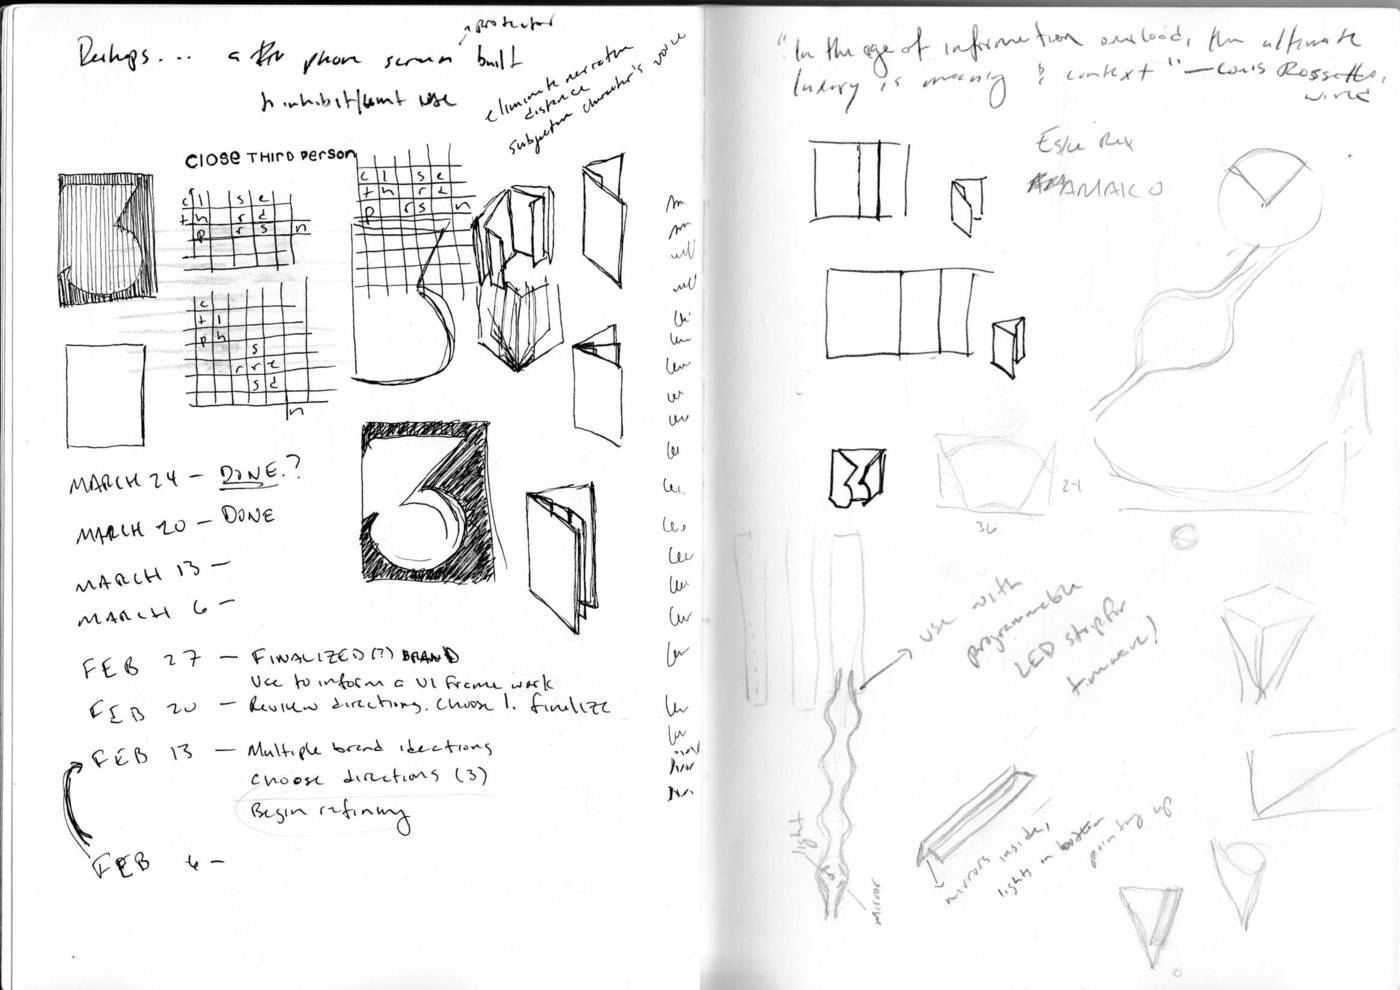 Perhaps... a phone screen protector built
to inhibit/limit use
eliminate narrative
distance
subjective character's voice
CLOSE THIRD PERSON
c l s e
t h r d
p r s n
c l s e
t h r d
p r s n
c
t l
p h
s
r r e
s d
n
MARCH 24 - DONE.?
MARCH 20 - DONE
MARCH 13 -
MARCH 6 -
FEB 27 - FINALIZED (?) BRAND
Use to inform a UI framework
FEB 20 - Review directions. Choose 1. finalize
FEB 13 - Multiple brand ideations
choose directions (3)
Begin refining
FEB 6 -
"In the age of information overload, the ultimate
luxury is meaning & context" - Louis Rossetto,
wired
Eske Rex
AMAKO
24
36
use with
programmable
LED strip for
light
mirror
mirrors inside,
lights on bottom
pointing up